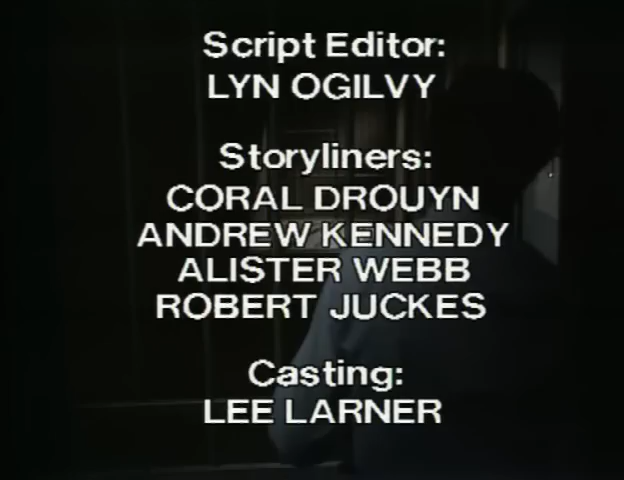 Script Editor:
LYN OGILVY
Storyliners:
CORAL DROUYN
ANDREW KENNEDY
ALISTER WEBB
ROBERT JUCKES
Casting:
LEE LARNER